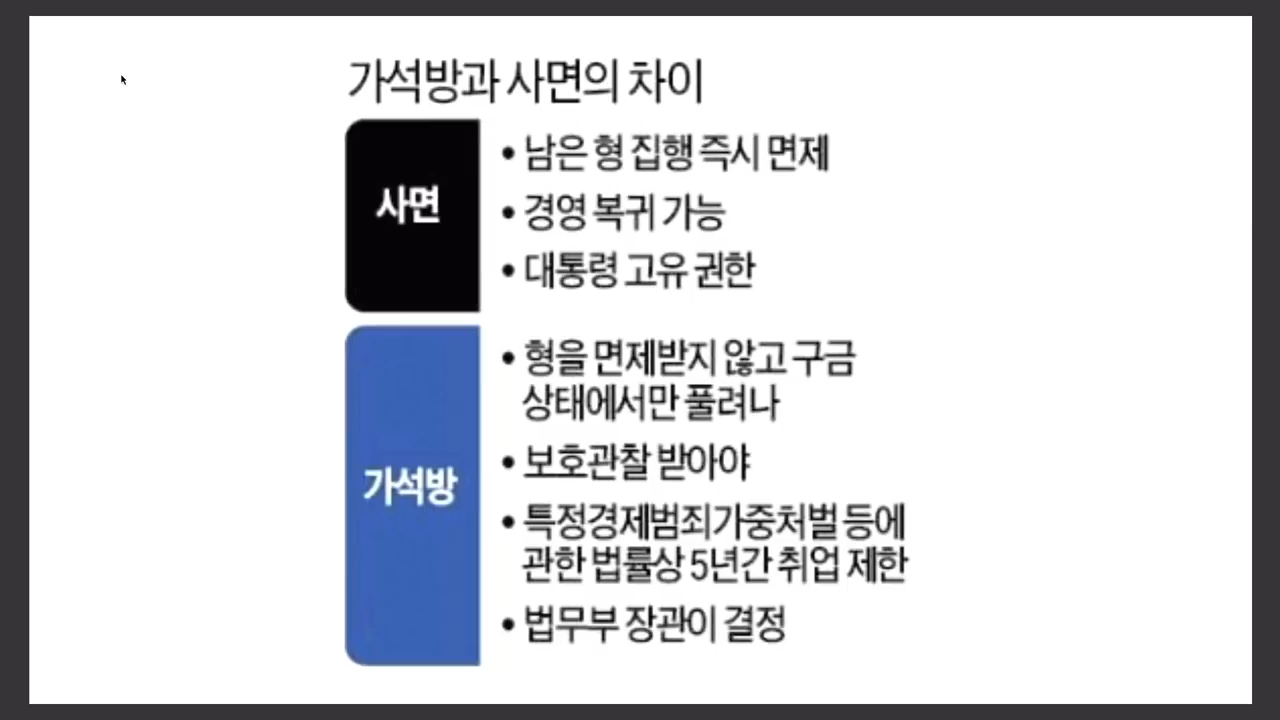 가석방과 사면의 차이
사면
• 남은 형 집행 즉시 면제
• 경영 복귀 가능
• 대통령 고유 권한
가석방
• 형을 면제받지 않고 구금
상태에서만 풀려나
• 보호관찰 받아야
• 특정경제범죄가중처벌 등에
관한 법률상 5년간 취업 제한
• 법무부 장관이 결정